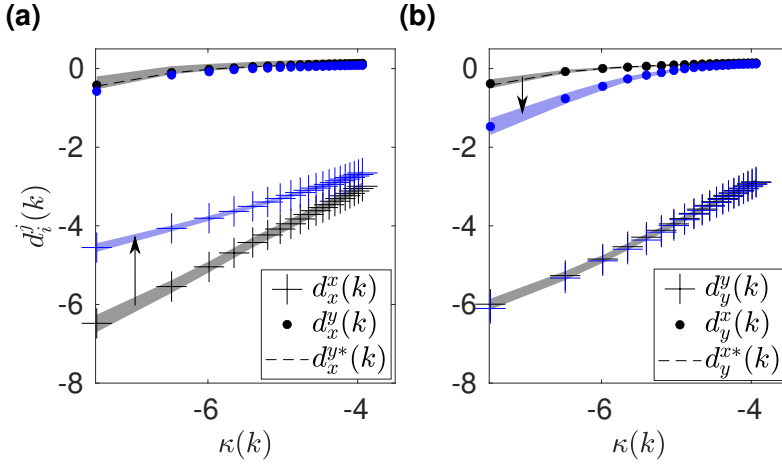 (a)
(b)
0
-2
-4
-6
-8
-6
-4
κ(k)
d_i^j(k)
d_x^x(k)
d_x^y(k)
d_x^{y*}(k)
0
-2
-4
-6
-8
-6
-4
κ(k)
d_y^y(k)
d_y^x(k)
d_y^{x*}(k)